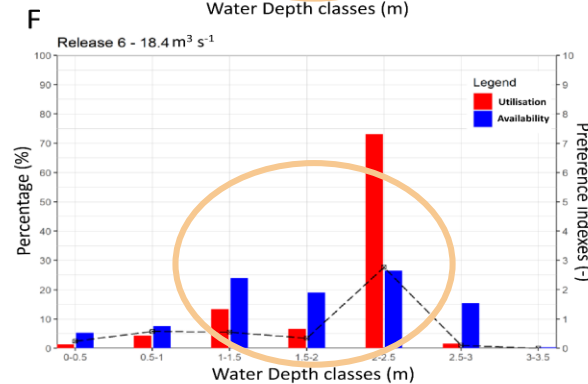 Water Depth classes (m)
F
Release 6 - 18.4 m³ s⁻¹
Legend
Utilisation
Availability
Percentage (%)
100
90
80
70
60
50
40
30
20
10
0
Preference indexes (-)
10
9
8
7
6
5
4
3
2
1
0
0-0.5 0.5-1 1-1.5 1.5-2 2-2.5 2.5-3 3-3.5
Water Depth classes (m)